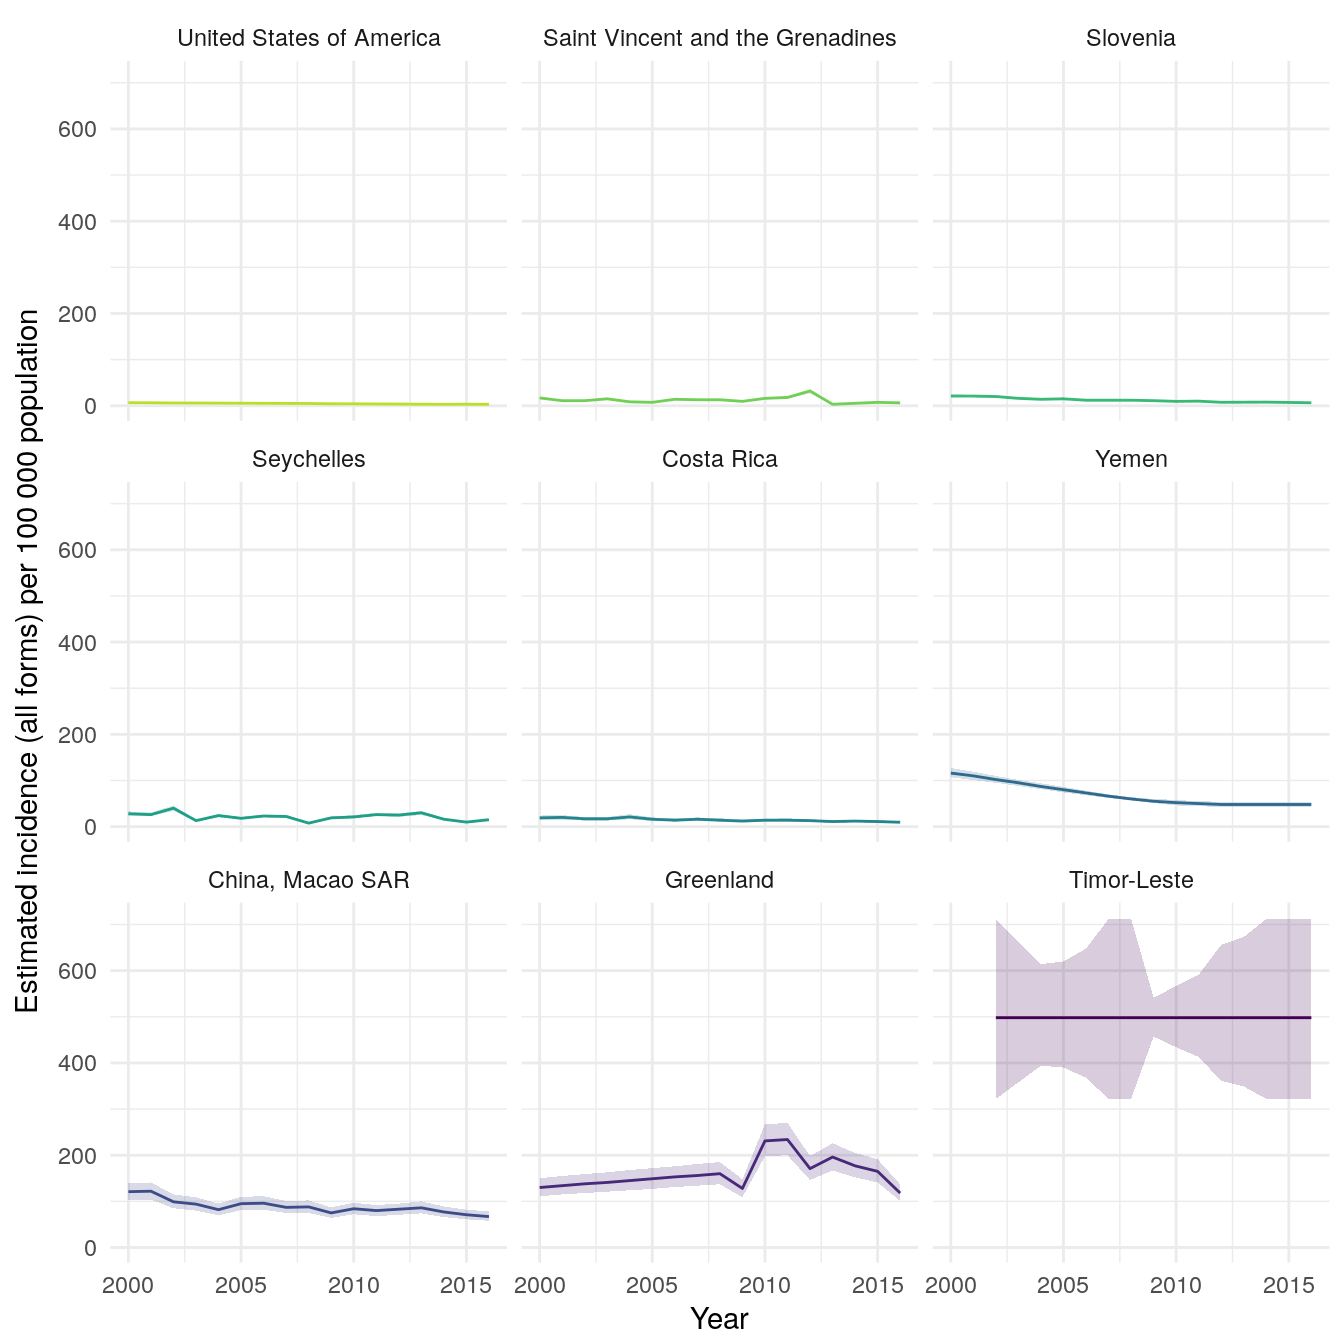 United States of America
Saint Vincent and the Grenadines
Slovenia
600
400
200
0
Seychelles
Costa Rica
Yemen
600
400
200
0
China, Macao SAR
Greenland
Timor-Leste
600
400
200
0
2000 2005 2010 2015
2000 2005 2010 2015
2000 2005 2010 2015
Year
Estimated incidence (all forms) per 100 000 population